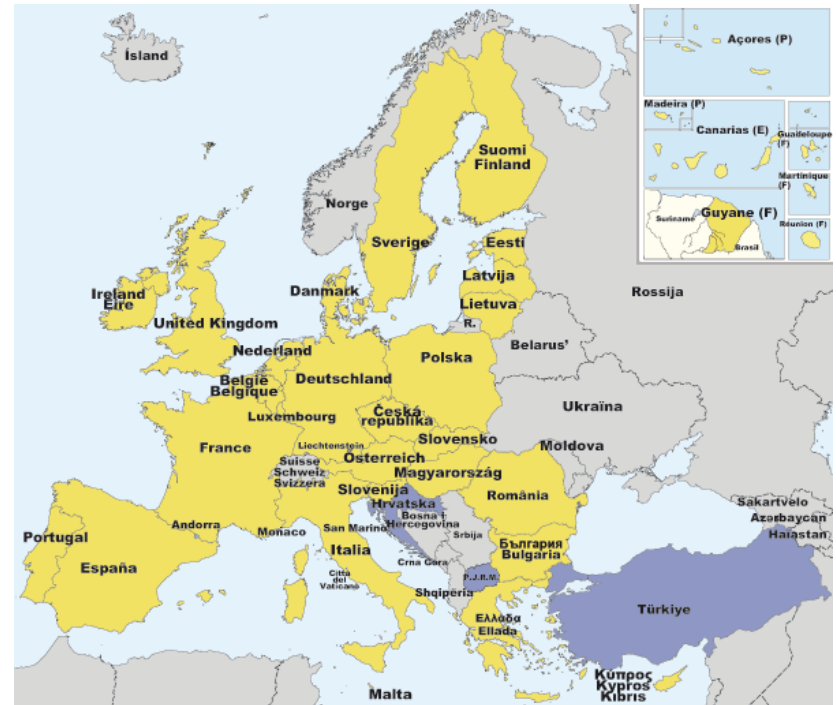 Ísland
Norge
Suomi
Finland
Sverige
Eesti
Latvija
Lietuva
R.
Danmark
Ireland
Éire
United Kingdom
Nederland
België
Belgique
Luxembourg
Deutschland
Polska
Belarus'
Rossija
Ukraïna
Moldova
Česká
republika
Slovensko
Liechtenstein
Österreich
Suisse
Schweiz
Svizzera
Magyarország
France
Slovenija
Hrvatska
Bosna i
Hercegovina
România
Srbija
Crna Gora
България
Bulgaria
P.J.R.M.
Shqipëria
Andorra
Monaco
San Marino
Italia
Città
del
Vaticano
Portugal
España
Ελλάδα
Ellada
Türkiye
Sakartvelo
Azərbaycan
Haiastan
Malta
Κύπρος
Kypros
Kıbrıs
Açores (P)
Madeira (P)
Canarias (E)
Guadeloupe
(F)
Martinique
(F)
Guyane (F)
Suriname
Brasil
Réunion (F)